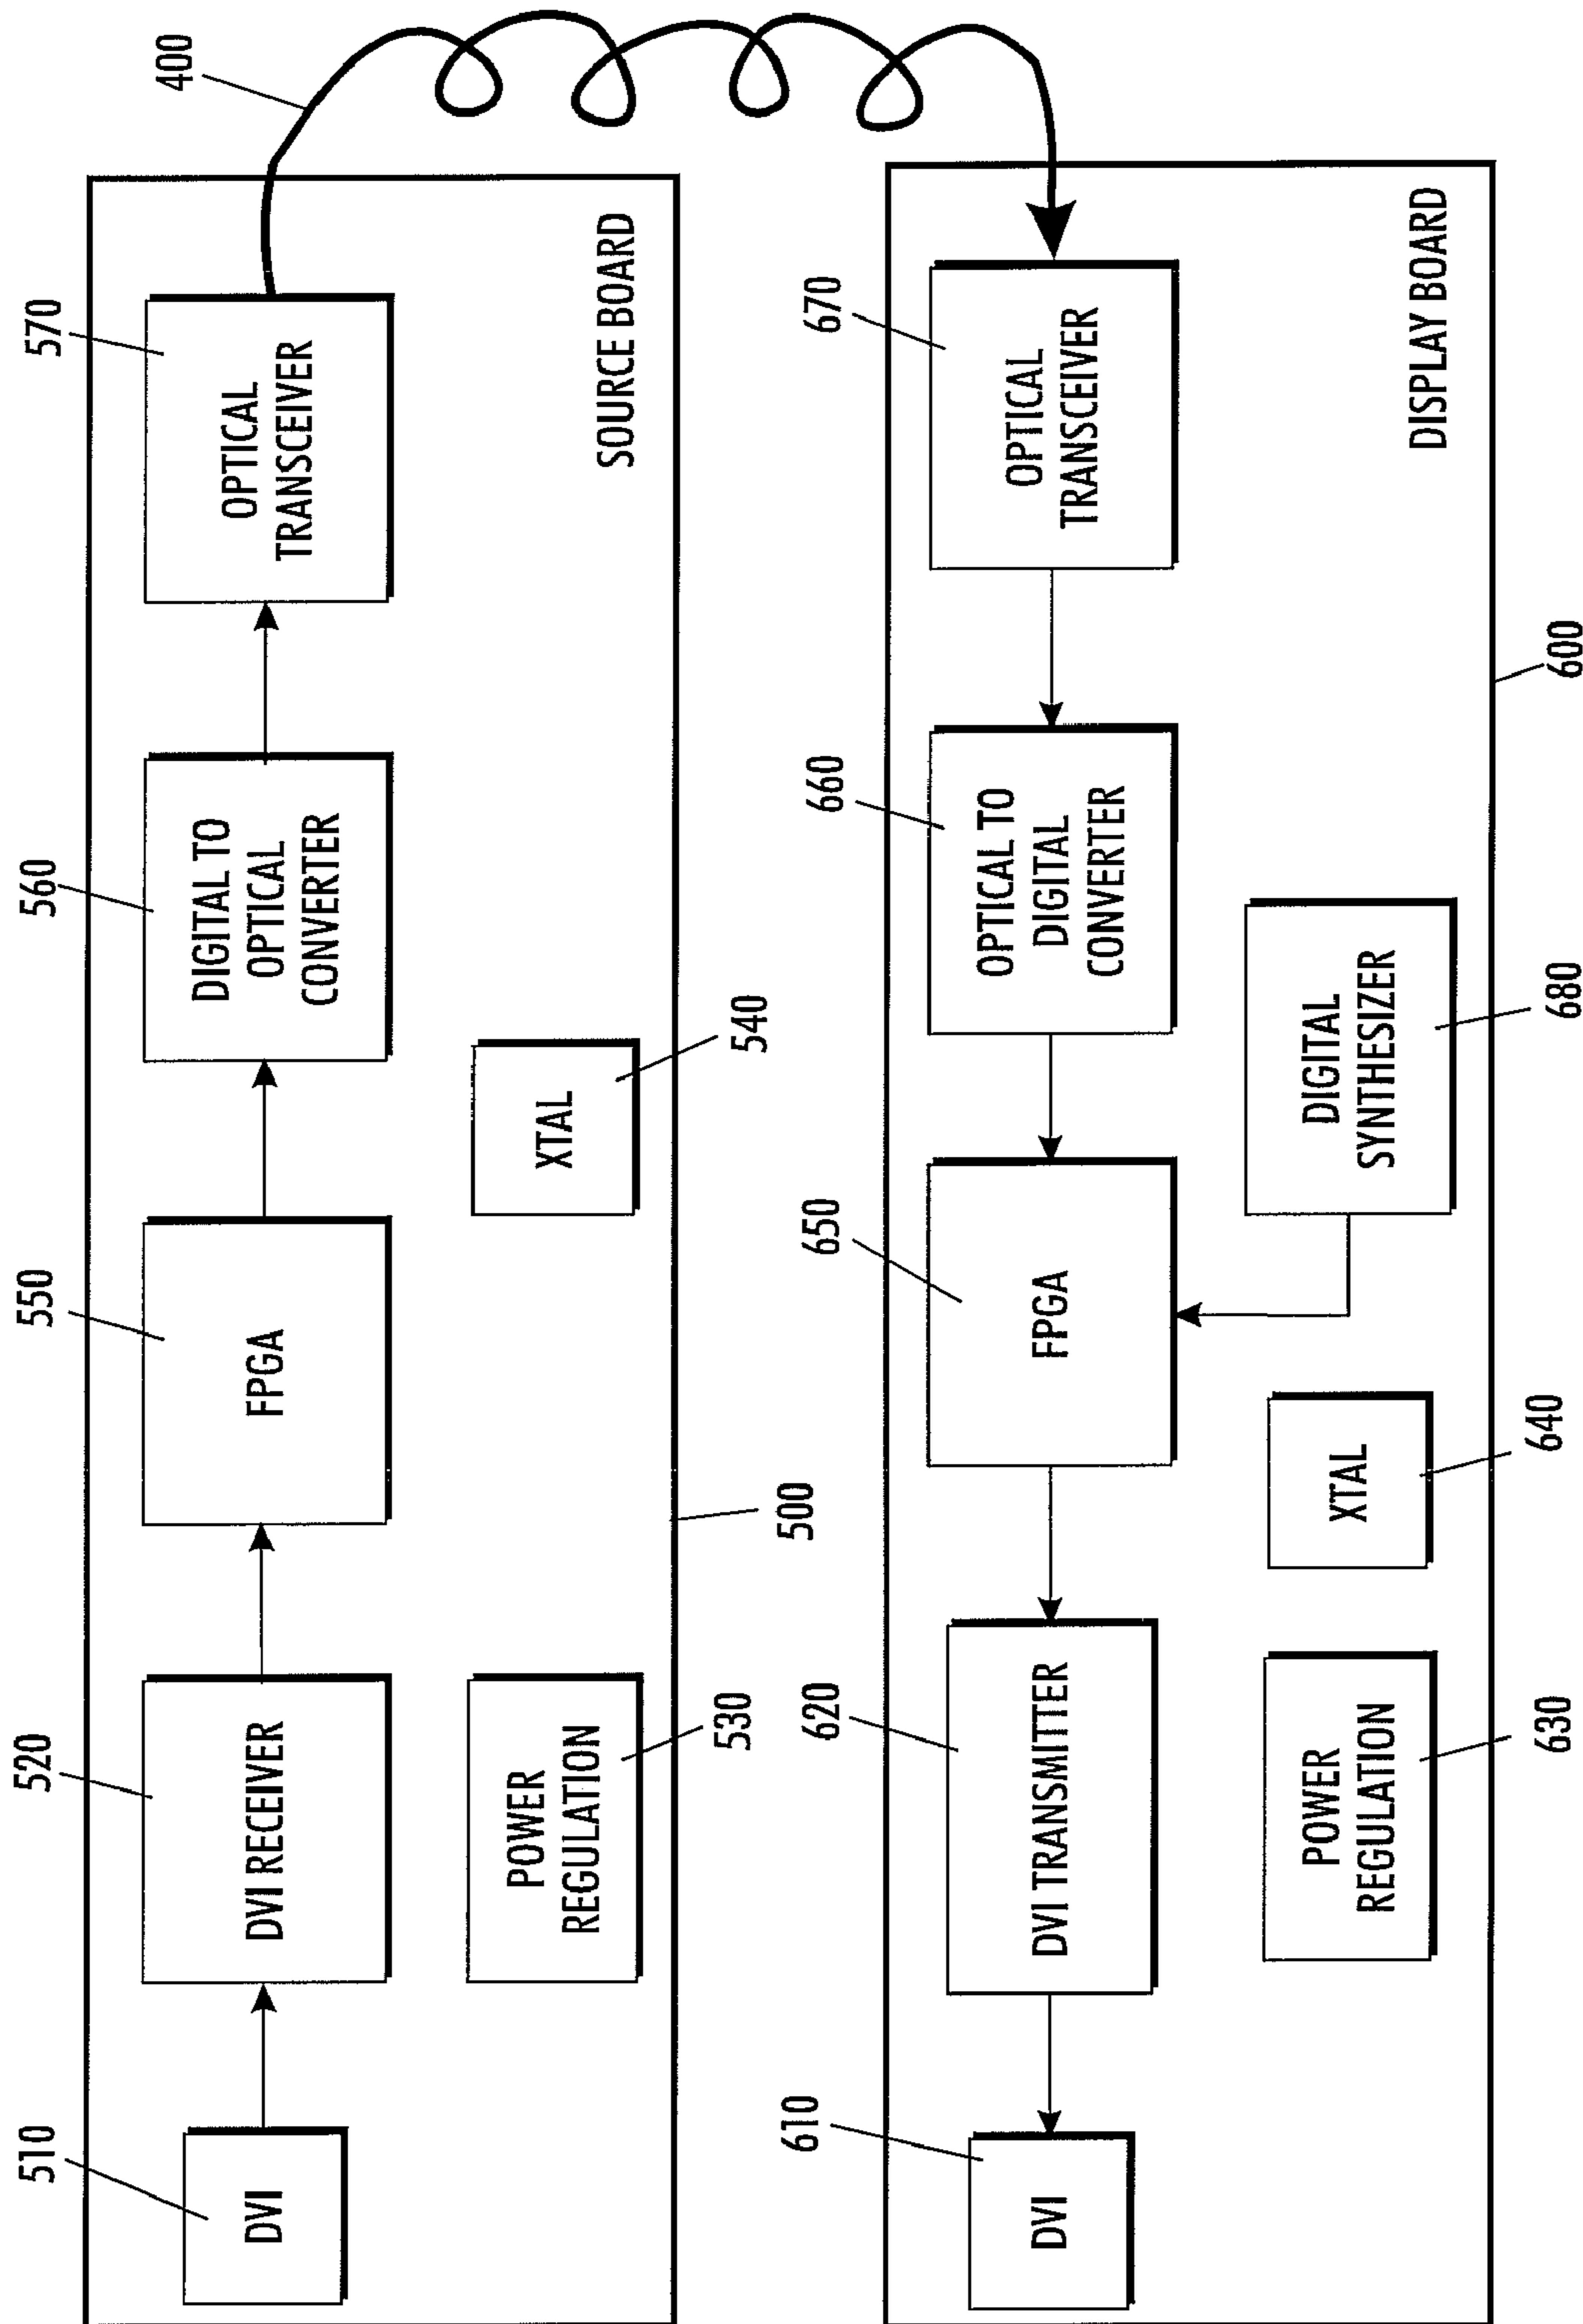 400
510
520
550
560
570
DVI
DVI RECEIVER
FPGA
DIGITAL TO
OPTICAL
CONVERTER
OPTICAL
TRANSCEIVER
POWER
REGULATION
XTAL
SOURCE BOARD
530
540
500
610
620
650
660
670
DVI
DVI TRANSMITTER
FPGA
OPTICAL TO
DIGITAL
CONVERTER
OPTICAL
TRANSCEIVER
POWER
REGULATION
XTAL
DIGITAL
SYNTHESIZER
DISPLAY BOARD
630
640
680
600